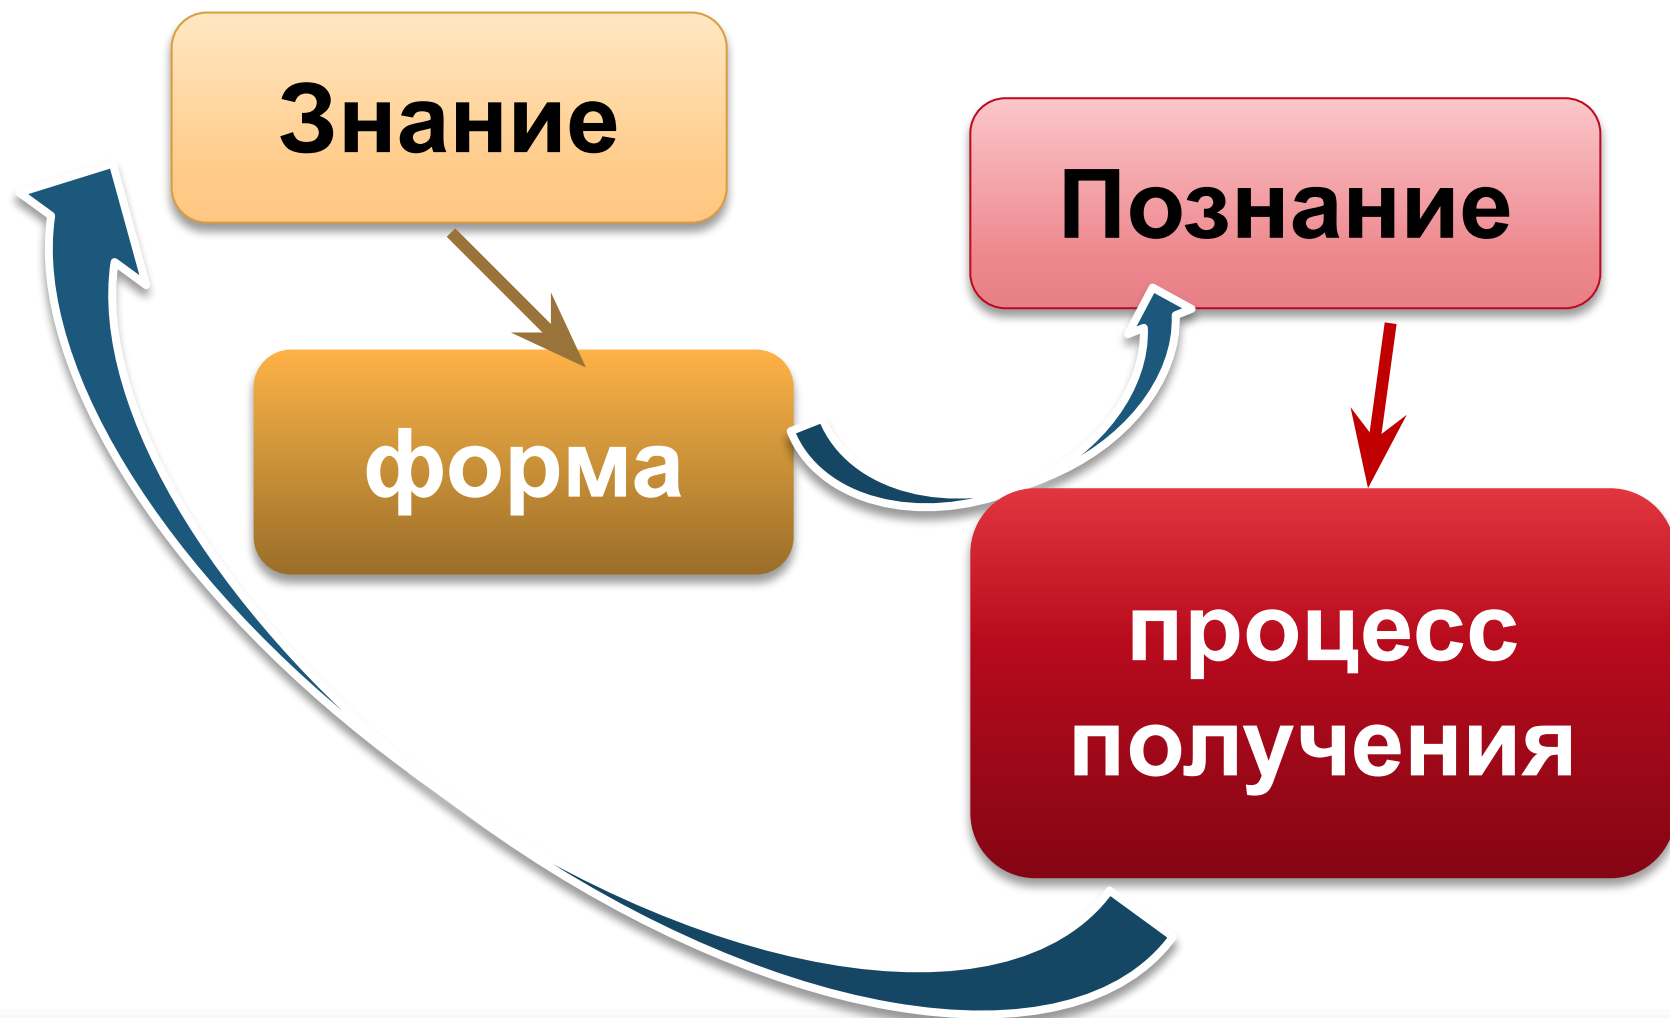 Знание
форма
Познание
процесс
получения